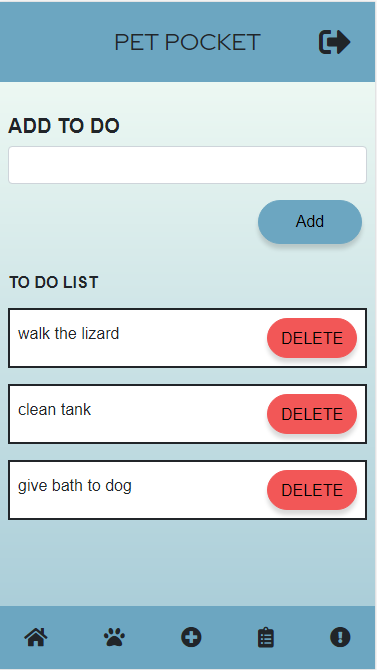 PET POCKET
ADD TO DO
Add
TO DO LIST
walk the lizard
DELETE
clean tank
DELETE
give bath to dog
DELETE